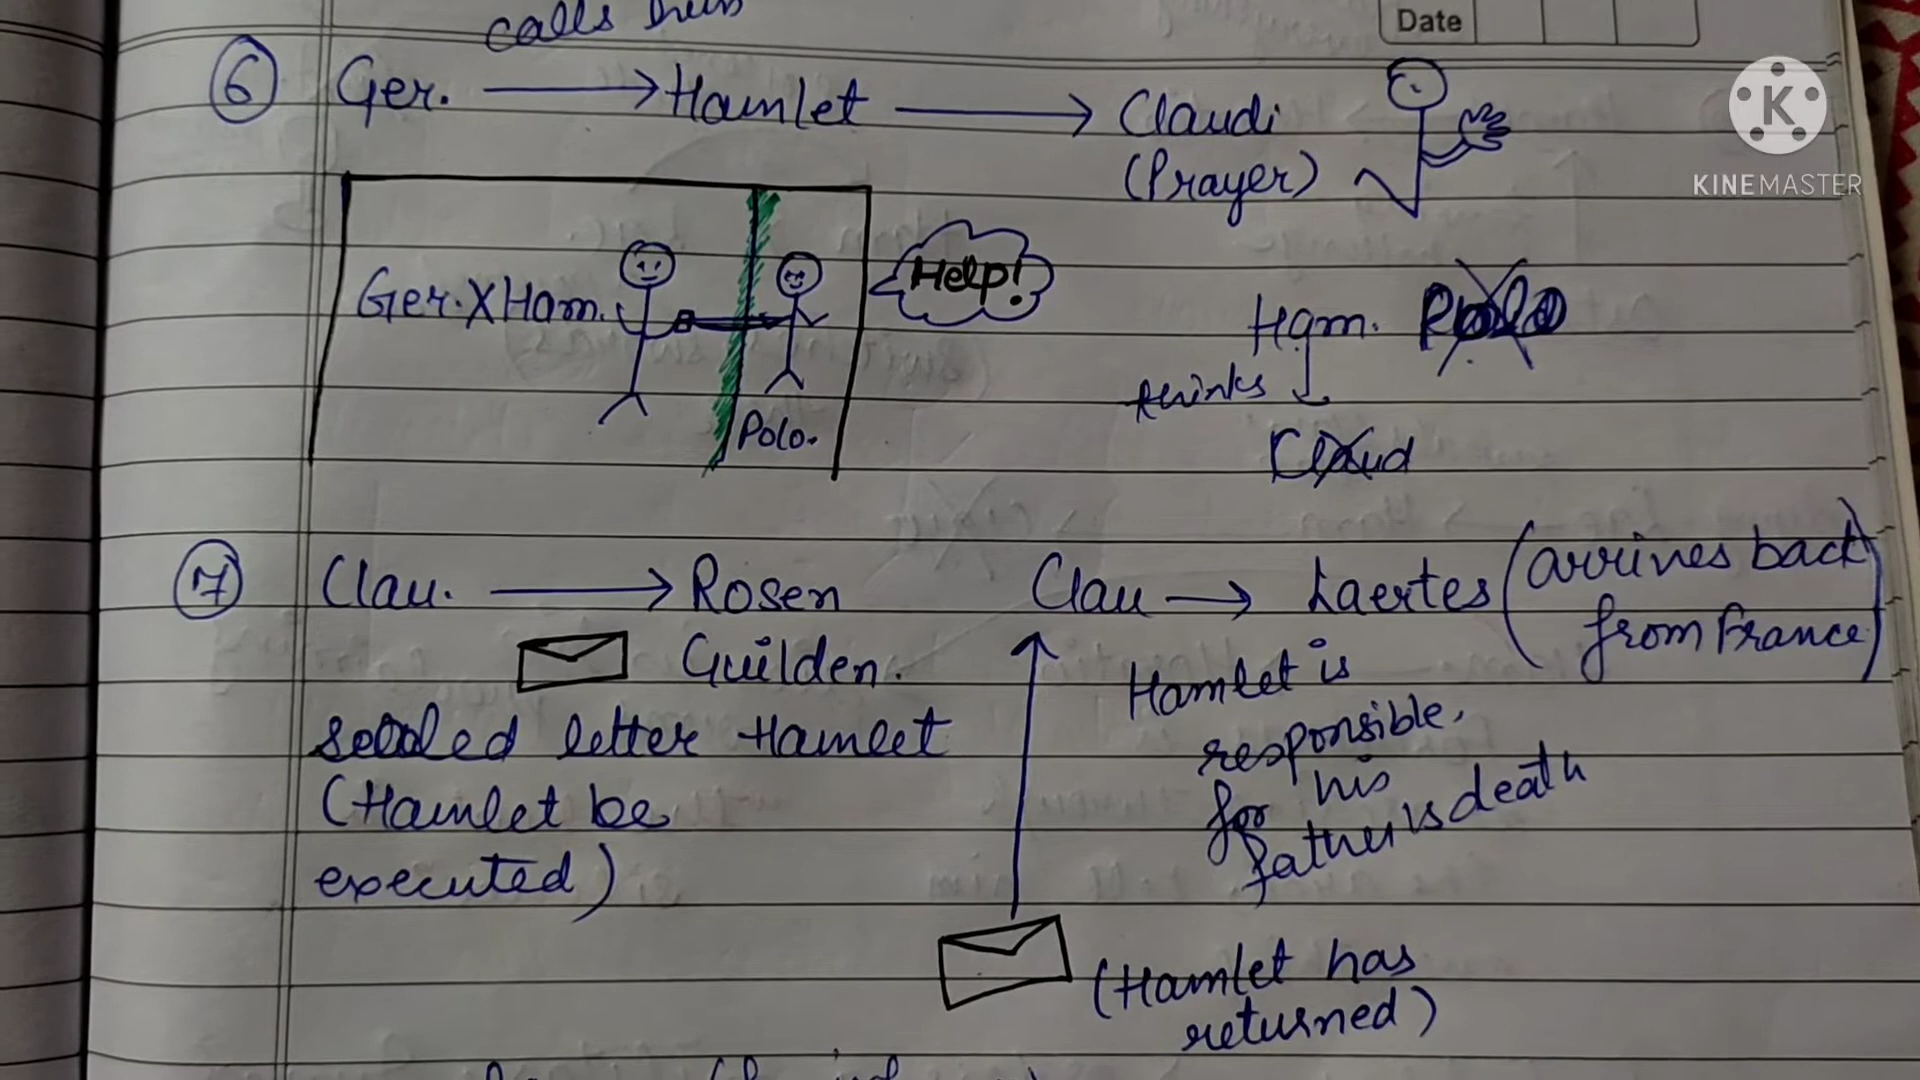 calls him
Date
6 Ger. → Hamlet → Claudi
(Prayer)
K
KINEMASTER
Ger. X Ham.
Help!
Polo.
Ham. Polo
thinks
Claud
7 Clau. → Rosen
Guilden.
sealed letter Hamlet
(Hamlet be
executed)
Clau → Laertes (arrives back
from France)
Hamlet is
responsible.
for his
father's death
(Hamlet has
returned)